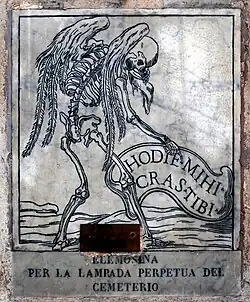 HODIE·MIHI·
CRAS·TIBI·
ELEMOSINA
PER LA LAMPADA PERPETUA DEL
CEMETERIO